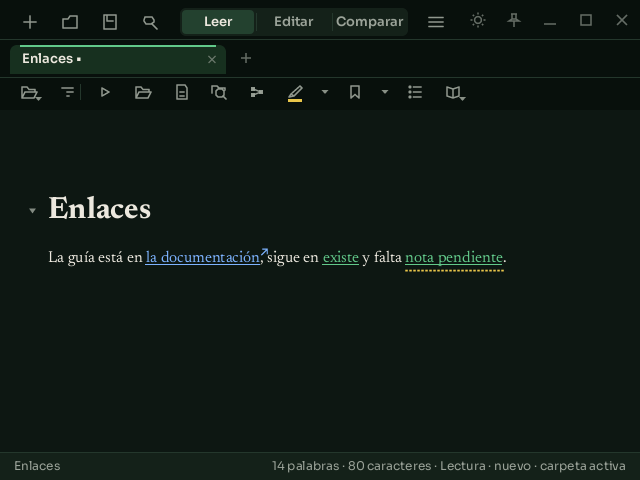 Leer Editar Comparar
Enlaces
Enlaces
La guía está en la documentación, sigue en existe y falta nota pendiente.
Enlaces 14 palabras · 80 caracteres · Lectura · nuevo · carpeta activa